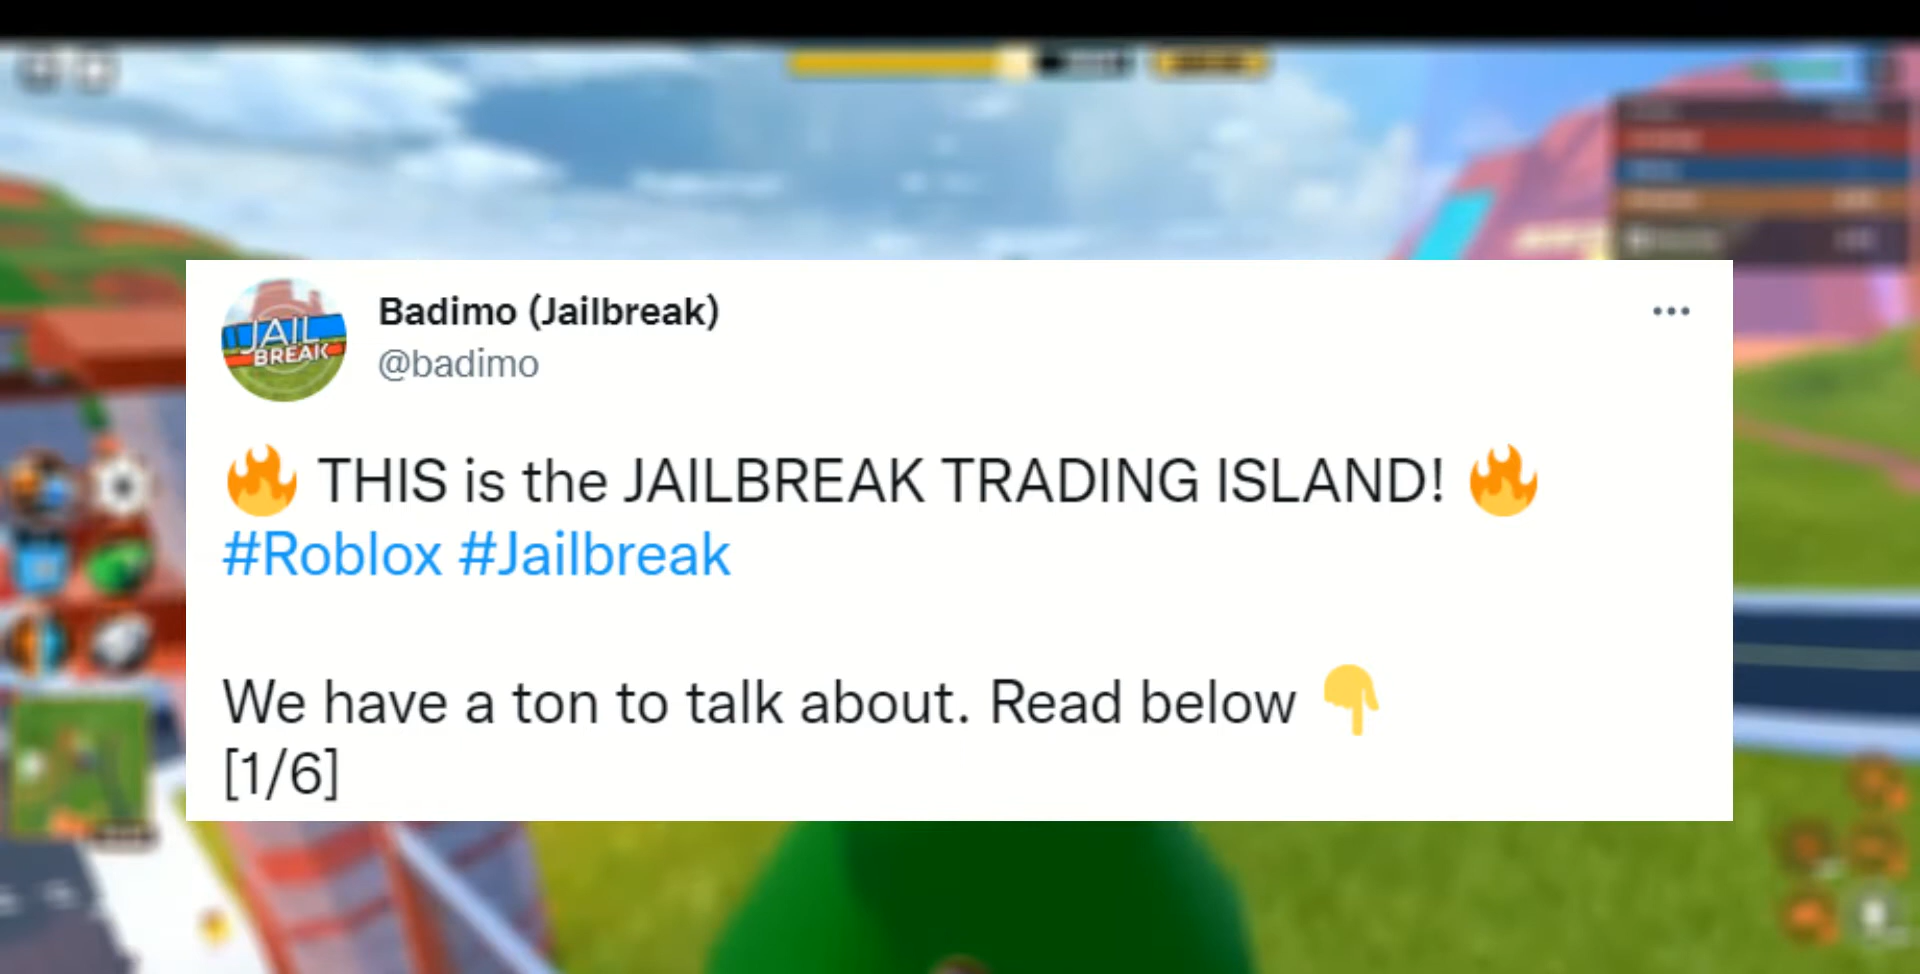 JAIL
BREAK
Badimo (Jailbreak)
@badimo
🔥 THIS is the JAILBREAK TRADING ISLAND! 🔥
#Roblox #Jailbreak
We have a ton to talk about. Read below 👇
[1/6]